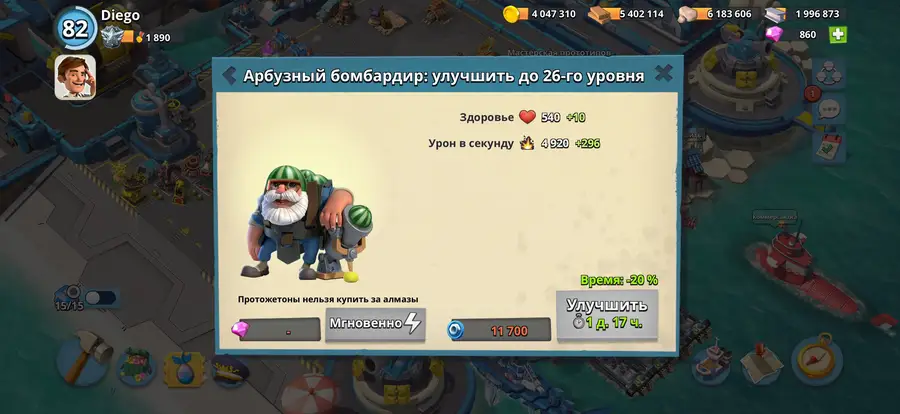 82
Diego
1 890
4 047 310
5 402 114
6 183 606
1 996 873
860
Мастерская прототипов
Арбузный бомбардир: улучшить до 26-го уровня
Здоровье 540 +10
Урон в секунду 4 920 +296
1
Время: -20 %
Протожетоны нельзя купить за алмазы
-
Мгновенно
11 700
Улучшить
1 д. 17 ч.
15/15